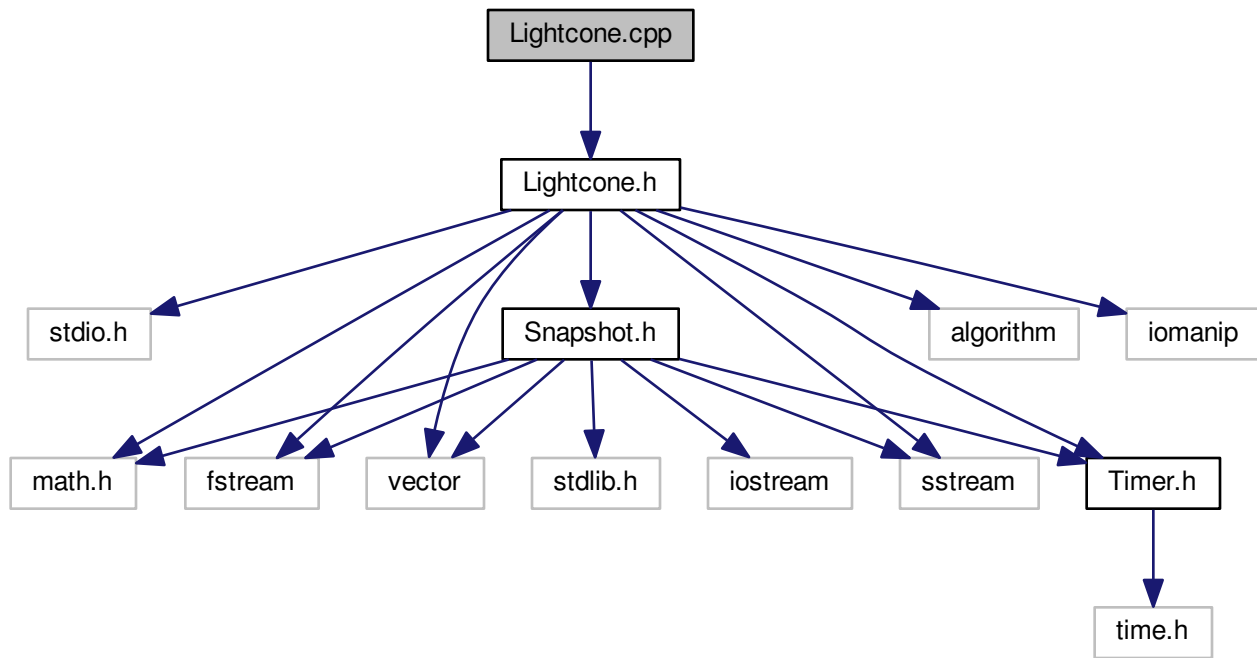 Lightcone.cpp
Lightcone.h
stdio.h
Snapshot.h
algorithm
iomanip
math.h
fstream
vector
stdlib.h
iostream
sstream
Timer.h
time.h